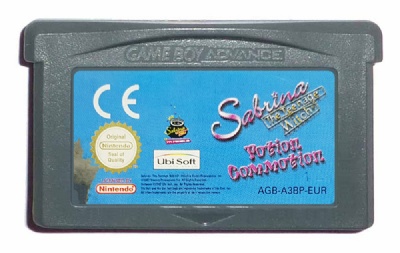 GAME BOY ADVANCE
CE
Sabrina
The Teenage
Witch
Potion
Commotion
Original
Nintendo
Seal of
Quality
Ubi Soft
Nintendo
AGB-A3BP-EUR